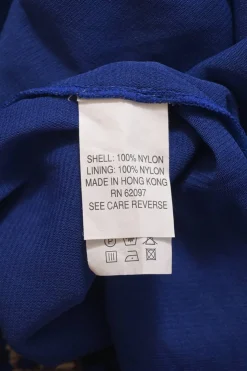 SHELL: 100% NYLON
LINING: 100% NYLON
MADE IN HONG KONG
RN 62097
SEE CARE REVERSE